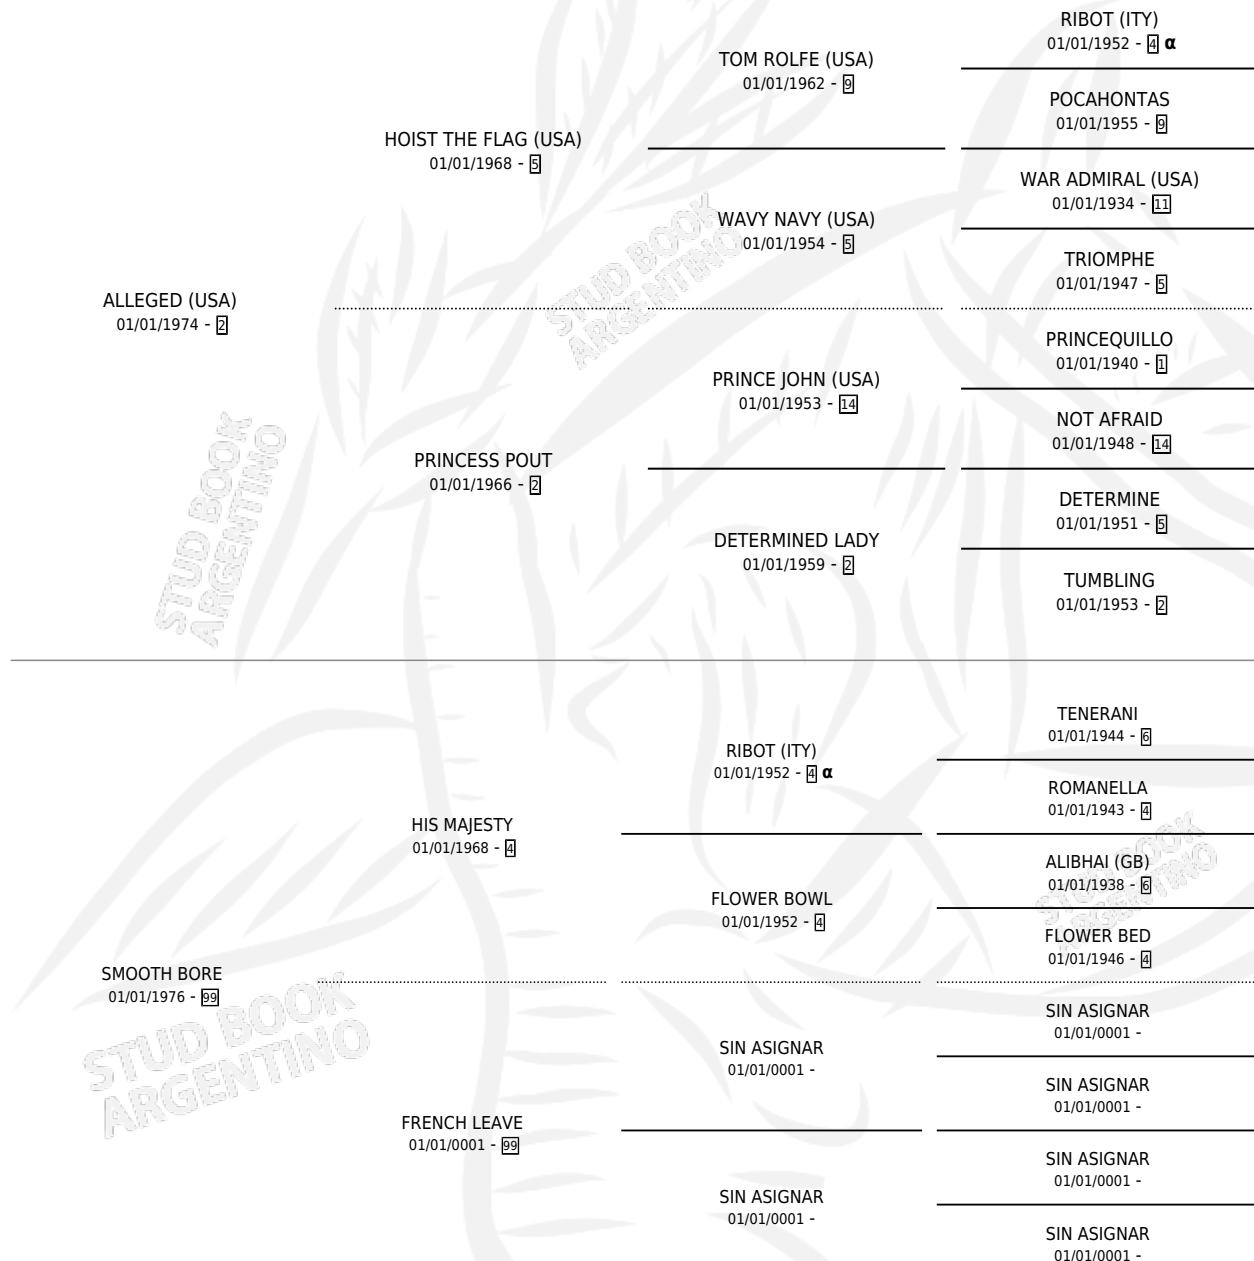 RIBOT (ITY)
01/01/1952 - 4 α
TOM ROLFE (USA)
01/01/1962 - 9
POCAHONTAS
01/01/1955 - 9
HOIST THE FLAG (USA)
01/01/1968 - 5
WAR ADMIRAL (USA)
01/01/1934 - 11
WAVY NAVY (USA)
01/01/1954 - 5
TRIOMPHE
01/01/1947 - 5
STUD BOOK
ARGENTINO
ALLEGED (USA)
01/01/1974 - 2
PRINCEQUILLO
01/01/1940 - 1
PRINCE JOHN (USA)
01/01/1953 - 14
NOT AFRAID
01/01/1948 - 14
PRINCESS POUT
01/01/1966 - 2
DETERMINE
01/01/1951 - 5
STUD BOOK
ARGENTINO
DETERMINED LADY
01/01/1959 - 2
TUMBLING
01/01/1953 - 2
TENERANI
01/01/1944 - 6
RIBOT (ITY)
01/01/1952 - 4 α
ROMANELLA
01/01/1943 - 4
HIS MAJESTY
01/01/1968 - 4
ALIBHAI (GB)
01/01/1938 - 6
STUD BOOK
ARGENTINO
FLOWER BOWL
01/01/1952 - 4
FLOWER BED
01/01/1946 - 4
SMOOTH BORE
01/01/1976 - 99
STUD BOOK
ARGENTINO
SIN ASIGNAR
01/01/0001 -
SIN ASIGNAR
01/01/0001 -
SIN ASIGNAR
01/01/0001 -
FRENCH LEAVE
01/01/0001 - 99
SIN ASIGNAR
01/01/0001 -
SIN ASIGNAR
01/01/0001 -
SIN ASIGNAR
01/01/0001 -